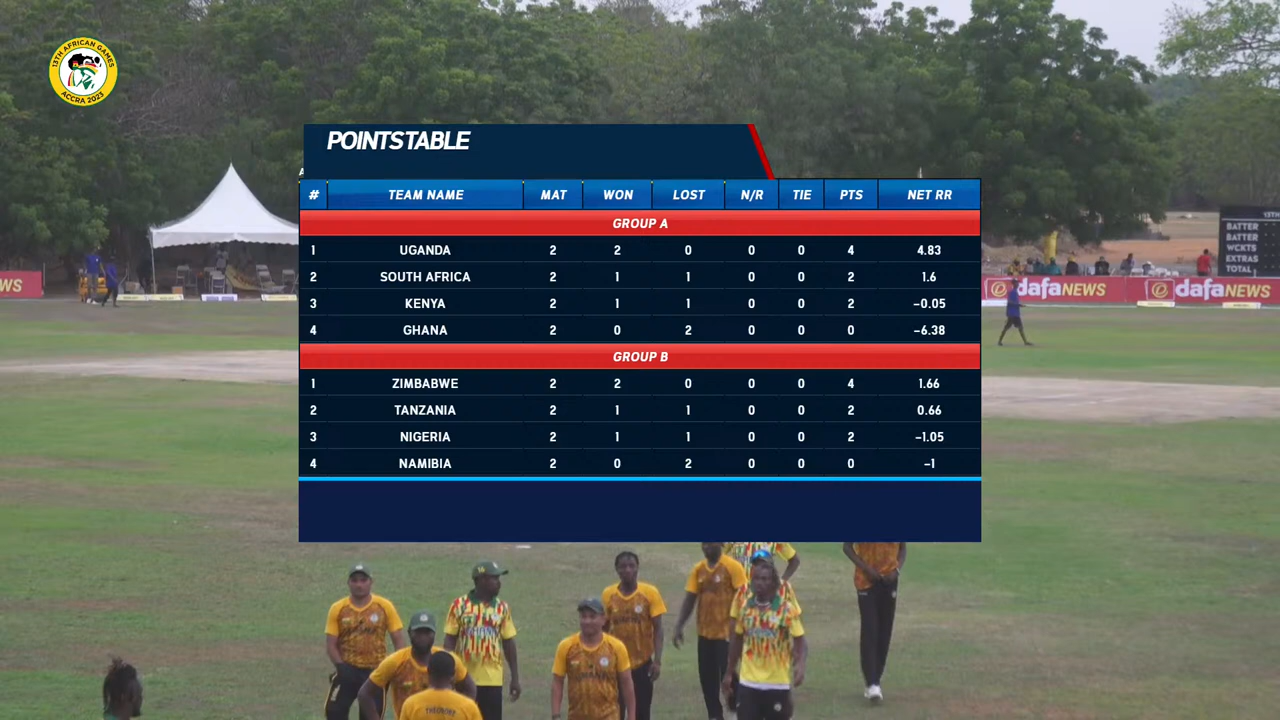 13TH AFRICAN GAMES
ACCRA 2023
POINTSTABLE
# TEAM NAME MAT WON LOST N/R TIE PTS NET RR
GROUP A
1 UGANDA 2 2 0 0 0 4 4.83
2 SOUTH AFRICA 2 1 1 0 0 2 1.6
3 KENYA 2 1 1 0 0 2 -0.05
4 GHANA 2 0 2 0 0 0 -6.38
GROUP B
1 ZIMBABWE 2 2 0 0 0 4 1.66
2 TANZANIA 2 1 1 0 0 2 0.66
3 NIGERIA 2 1 1 0 0 2 -1.05
4 NAMIBIA 2 0 2 0 0 0 -1
13TH
BATTER
BATTER
WCKTS
EXTRAS
TOTAL
WS
dafaNEWS
dafaNEWS